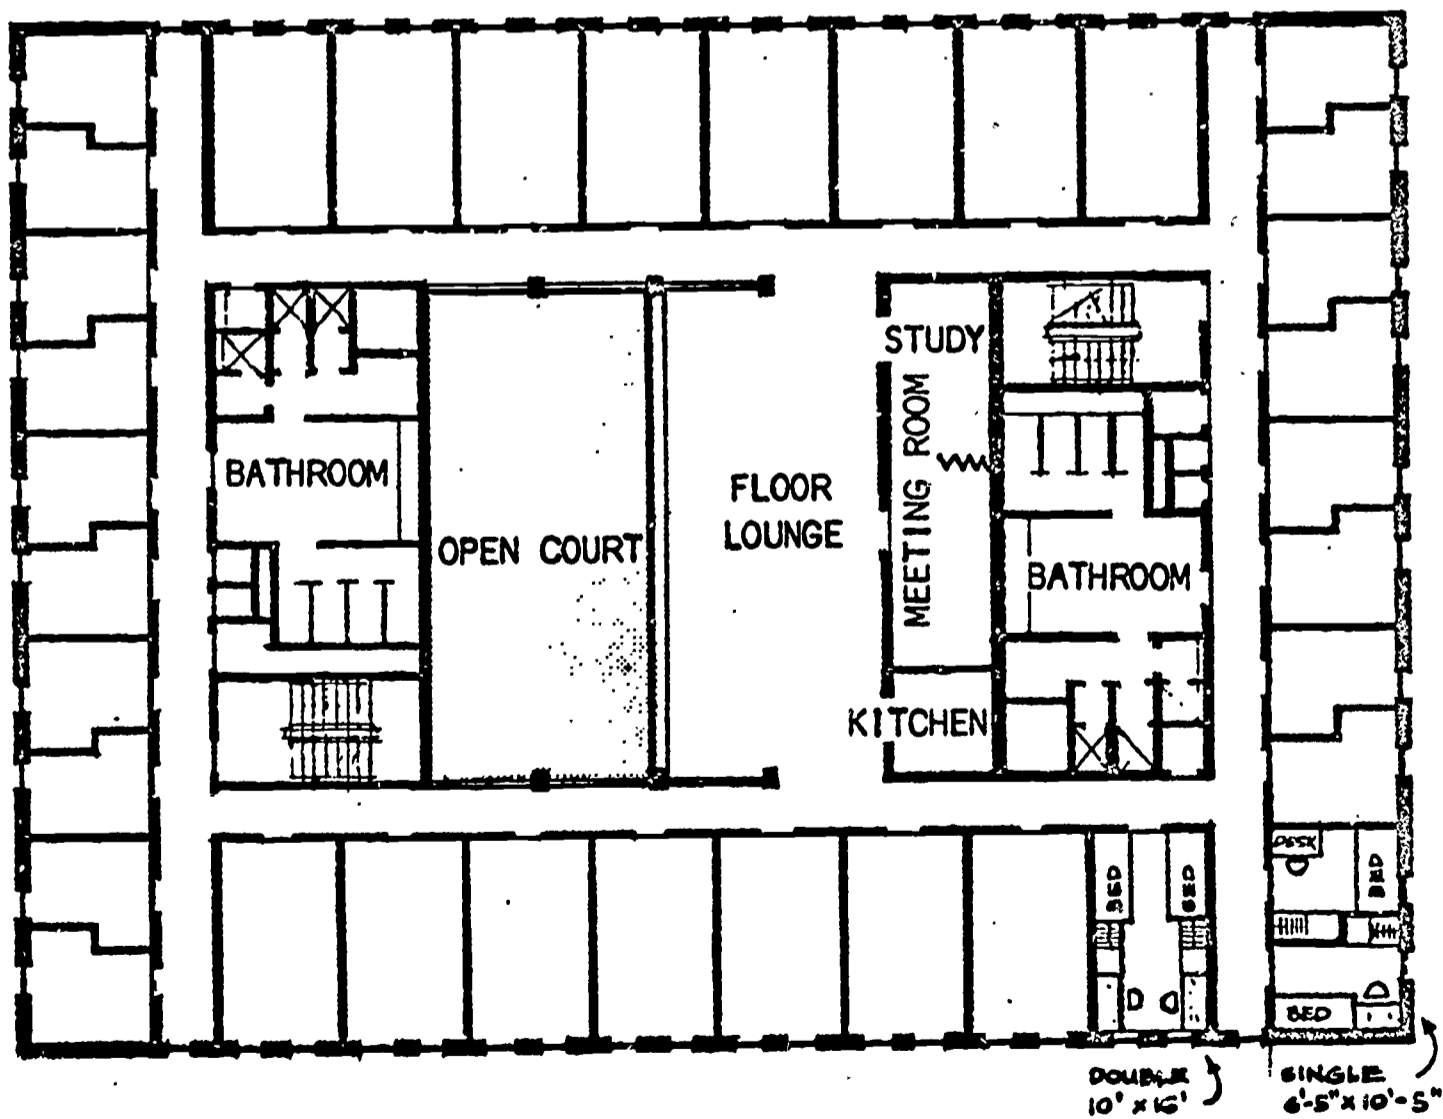 STUDY
MEETING ROOM
BATHROOM
FLOOR
LOUNGE
OPEN COURT
BATHROOM
KITCHEN
DESK
BED
BED
BED
BED
DOUBLE
10' x 16'
SINGLE
6'-5" x 10'-5"